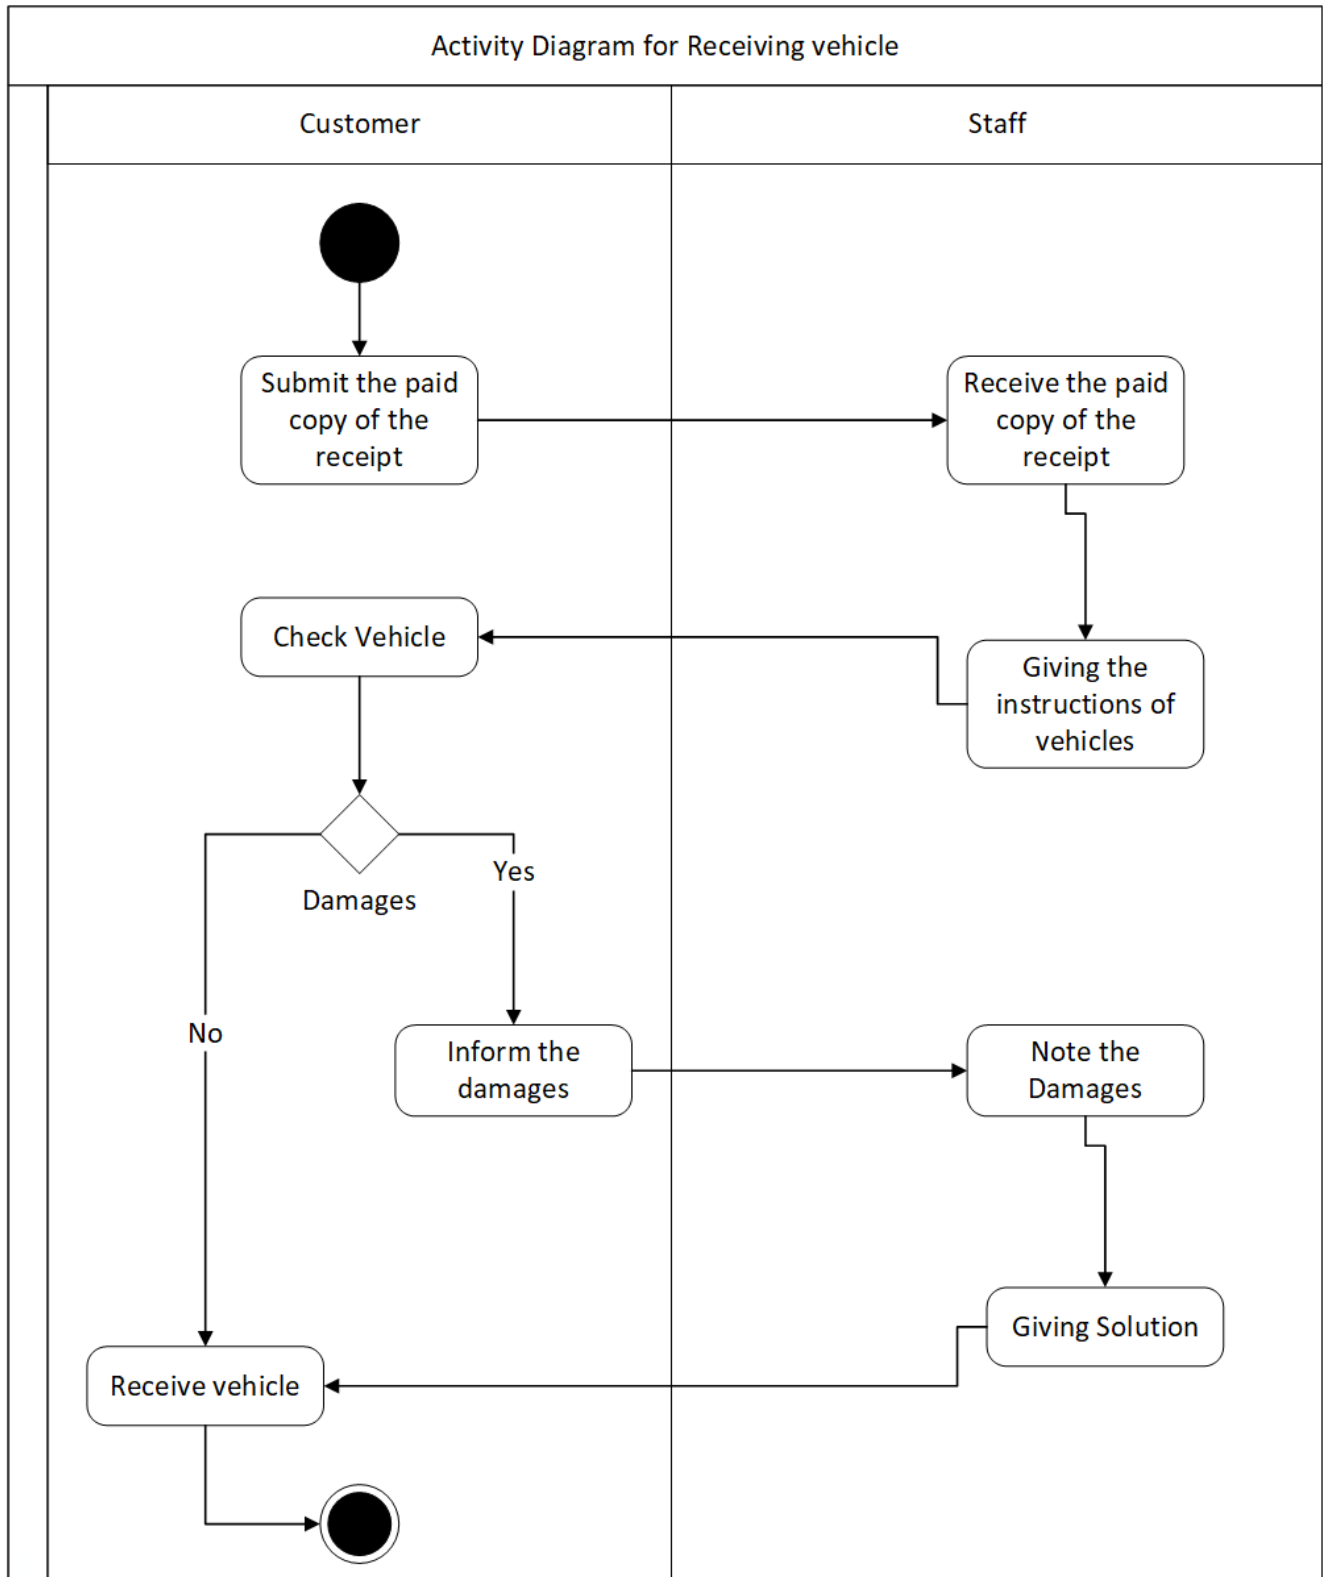 Activity Diagram for Receiving vehicle
Customer
Staff
Submit the paid
copy of the
receipt
Receive the paid
copy of the
receipt
Check Vehicle
Giving the
instructions of
vehicles
Yes
Damages
No
Inform the
damages
Note the
Damages
Giving Solution
Receive vehicle